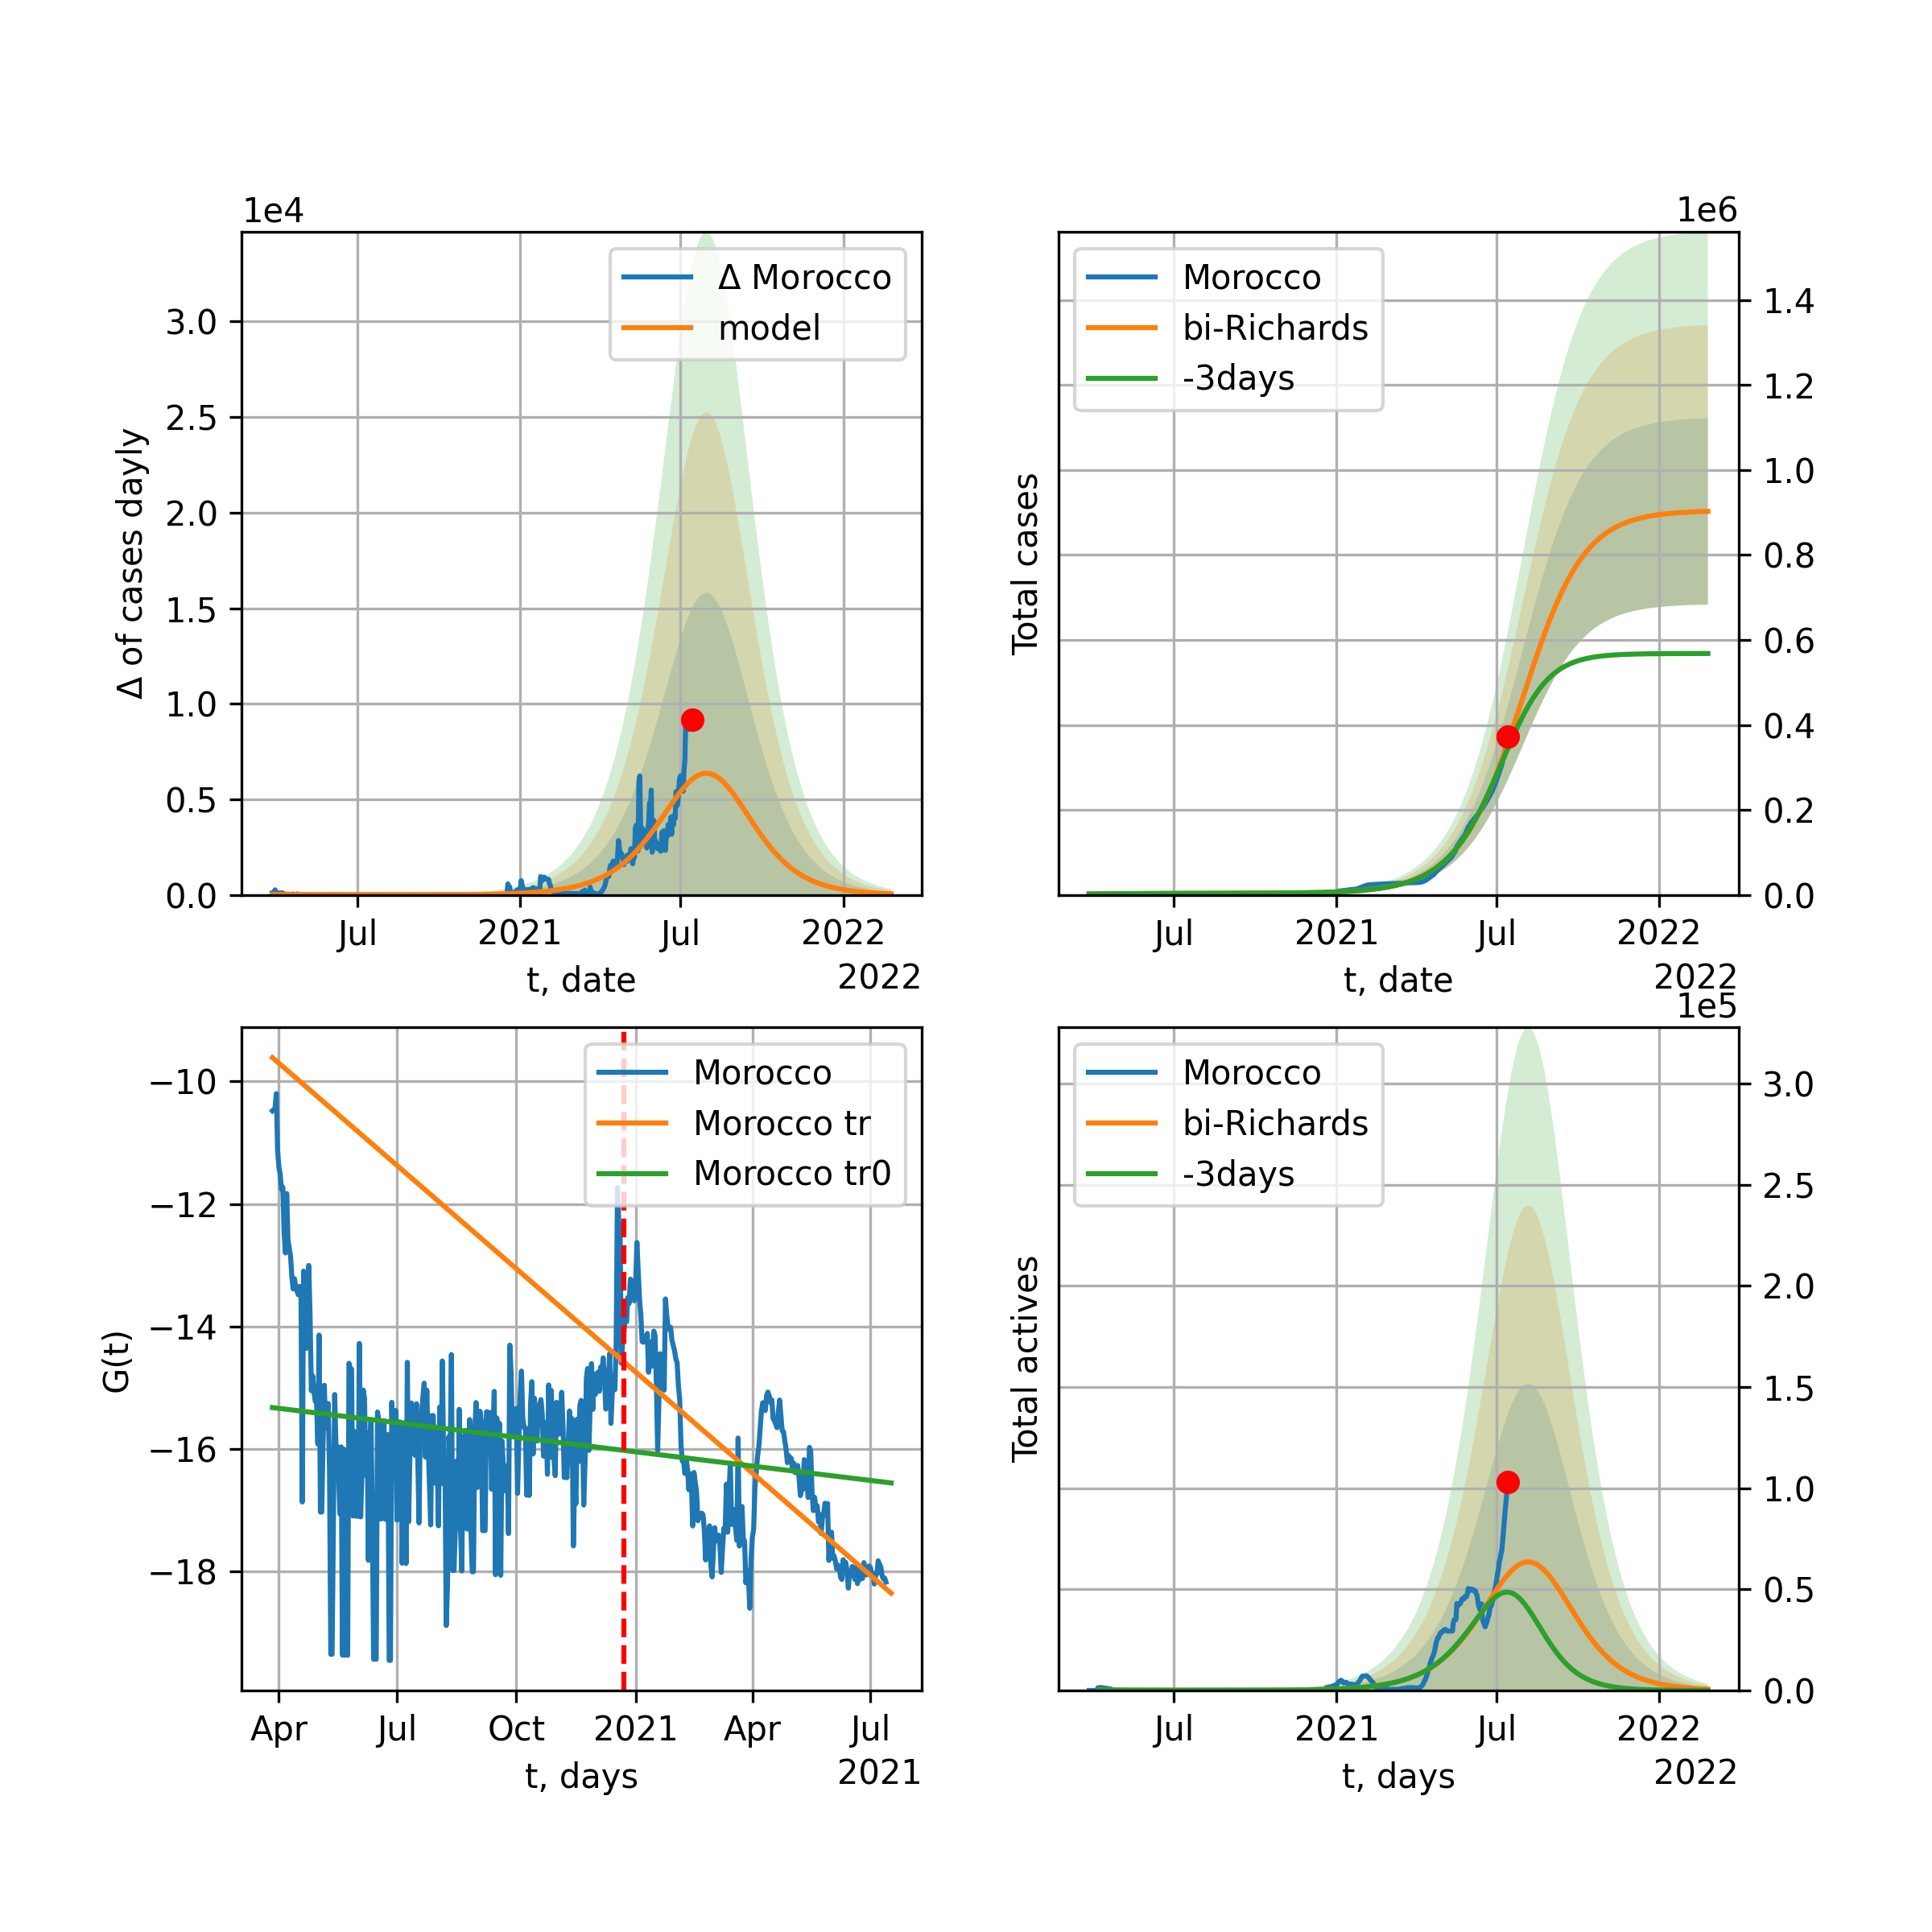 1e4
Δ Morocco
model
3.0
2.5
2.0
1.5
1.0
0.5
0.0
Δ of cases dayly
Jul
2021
Jul
2022
t, date
2022
1e6
Morocco
bi-Richards
-3days
Total cases
1.4
1.2
1.0
0.8
0.6
0.4
0.2
0.0
Jul
2021
Jul
2022
t, date
2022
Morocco
Morocco tr
Morocco tr0
−10
−12
−14
−16
−18
G(t)
Apr
Jul
Oct
2021
Apr
Jul
t, days
2021
1e5
Morocco
bi-Richards
-3days
Total actives
3.0
2.5
2.0
1.5
1.0
0.5
0.0
Jul
2021
Jul
2022
t, days
2022